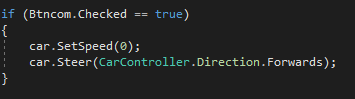 if (Btncom.Checked == true)
{
    car.SetSpeed(0);
    car.Steer(CarController.Direction.Forwards);
}